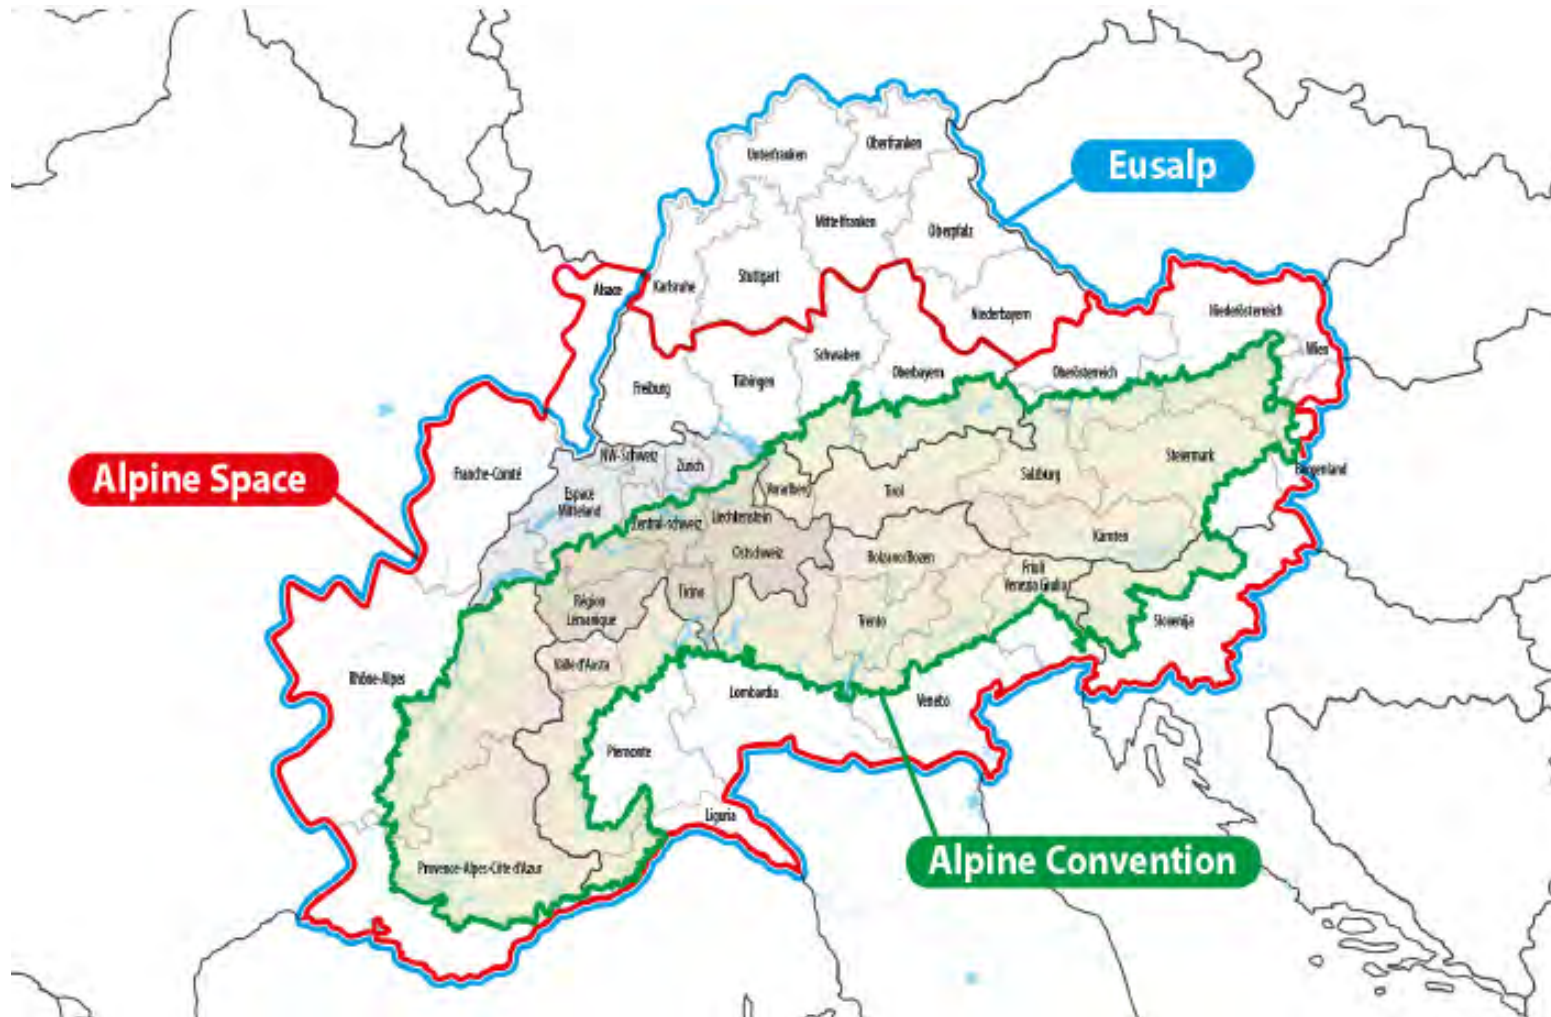 Unterfranken
Oberfranken
Eusalp
Mittelfranken
Oberpfalz
Alsace
Karlsruhe
Stuttgart
Niederbayern
Niederösterreich
Wien
Schwaben
Oberbayern
Oberösterreich
Freiburg
Tübingen
Alpine Space
Franche-Comté
NW-Schweiz
Zürich
Espace
Mittelland
Vorarlberg
Tirol
Salzburg
Steiermark
Burgenland
Zentral-schweiz
Liechtenstein
Ostschweiz
Bolzano/Bozen
Kärnten
Friuli
Venezia Giulia
Région
Lémanique
Ticino
Trento
Slovenija
Valle d'Aosta
Rhône-Alpes
Lombardia
Veneto
Piemonte
Liguria
Provence-Alpes-Côte d'Azur
Alpine Convention